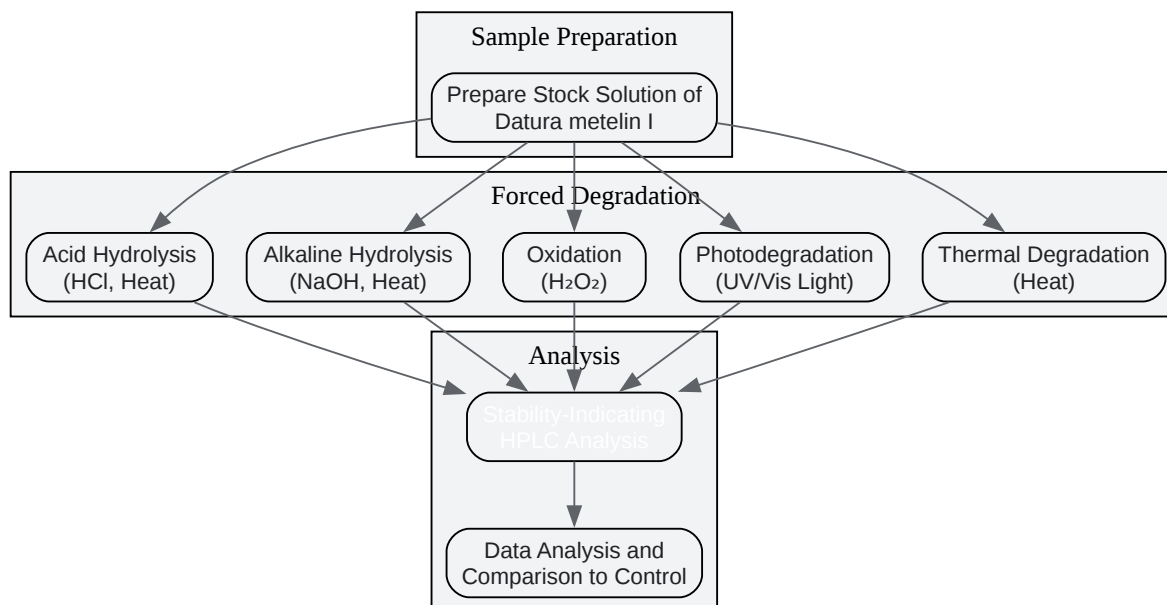 Sample Preparation
Prepare Stock Solution of
Datura metelin I
Forced Degradation
Acid Hydrolysis
(HCl, Heat)
Alkaline Hydrolysis
(NaOH, Heat)
Oxidation
(H₂O₂)
Photodegradation
(UV/Vis Light)
Thermal Degradation
(Heat)
Analysis
Stability-Indicating
HPLC Analysis
Data Analysis and
Comparison to Control